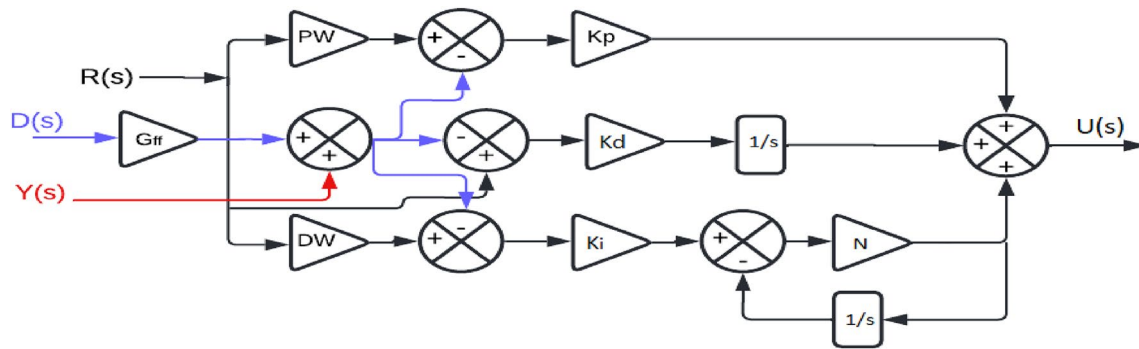 PW + - Kp
R(s)
D(s) Gff + + - + Kd 1/s + + + U(s)
Y(s)
DW + - Ki + - N
1/s